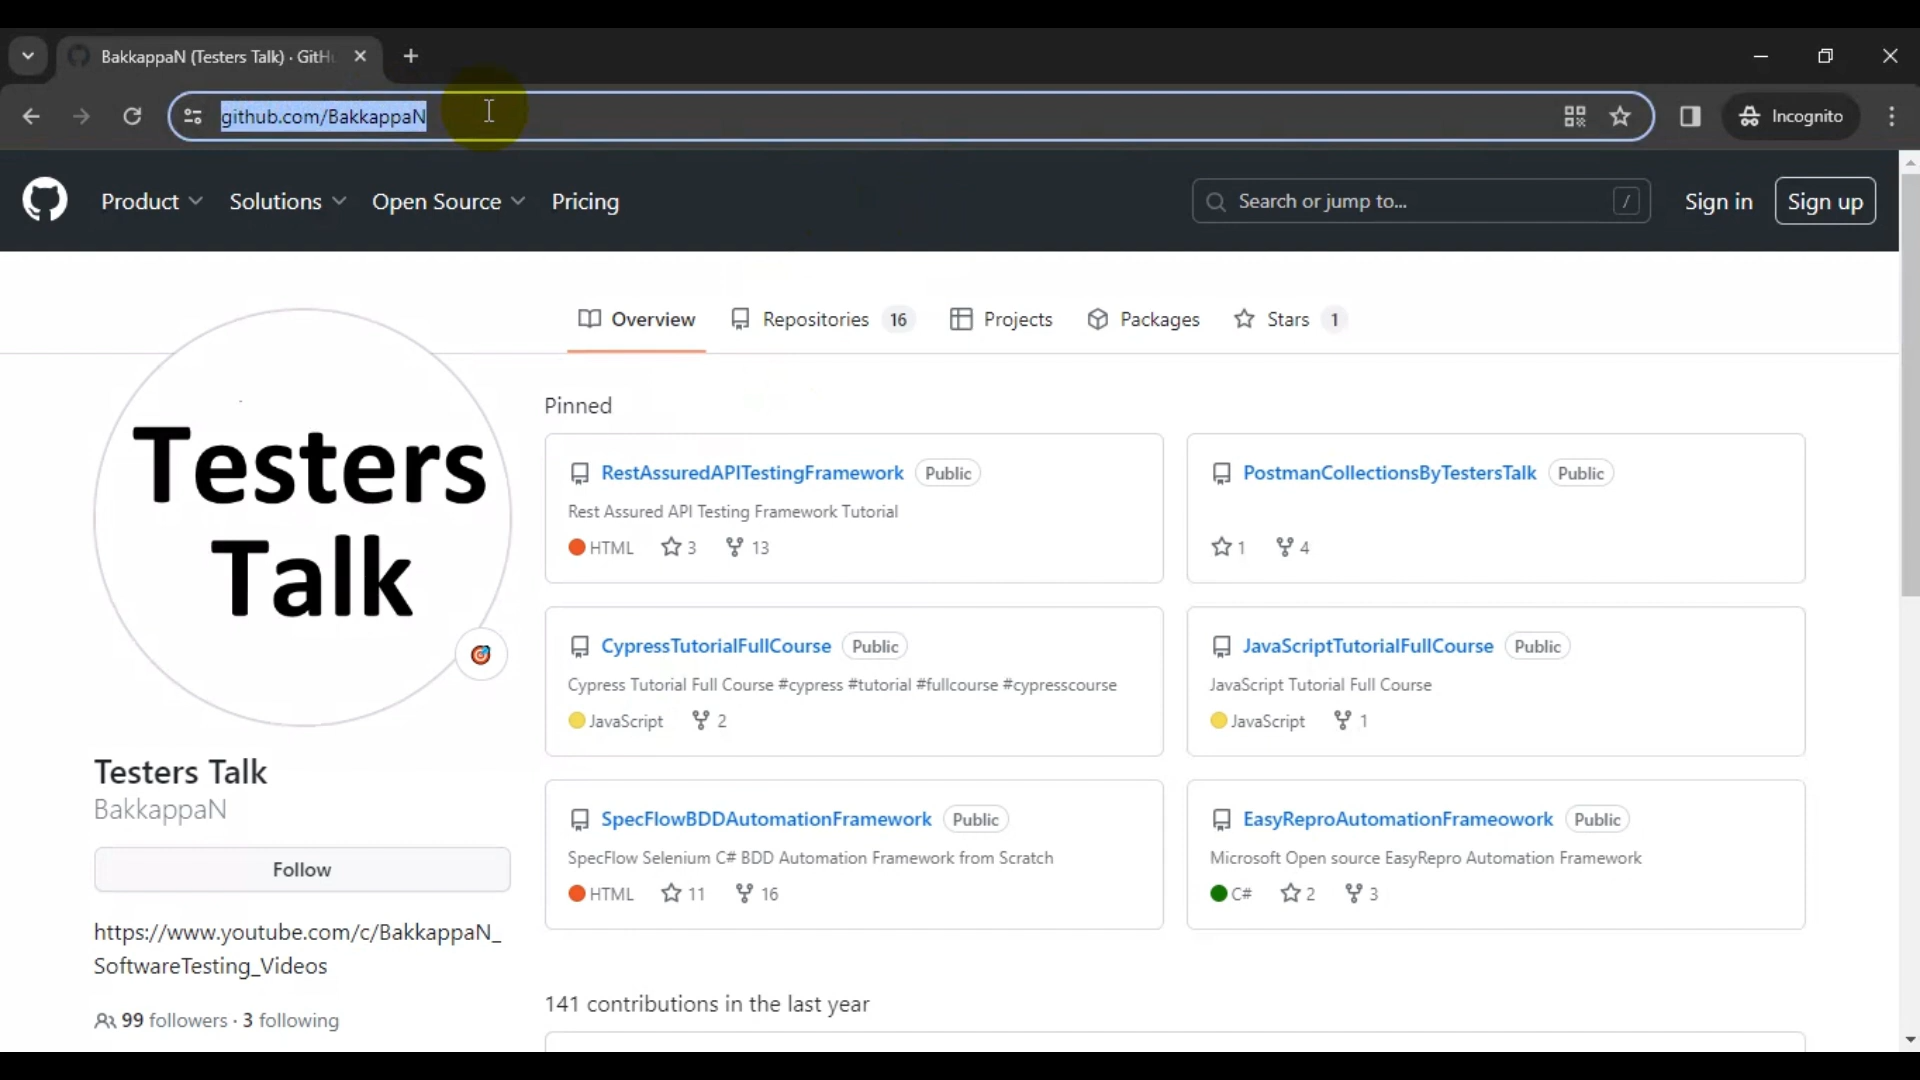 BakkappaN (Testers Talk) · GitH
github.com/BakkappaN
Incognito
Product Solutions Open Source Pricing
Search or jump to... /
Sign in Sign up
Overview Repositories 16 Projects Packages Stars 1
Testers
Talk
Pinned
RestAssuredAPITestingFramework Public
Rest Assured API Testing Framework Tutorial
HTML 3 13
PostmanCollectionsByTestersTalk Public
1 4
CypressTutorialFullCourse Public
Cypress Tutorial Full Course #cypress #tutorial #fullcourse #cypresscourse
JavaScript 2
JavaScriptTutorialFullCourse Public
JavaScript Tutorial Full Course
JavaScript 1
SpecFlowBDDAutomationFramework Public
SpecFlow Selenium C# BDD Automation Framework from Scratch
HTML 11 16
EasyReproAutomationFrameowork Public
Microsoft Open source EasyRepro Automation Framework
C# 2 3
Testers Talk
BakkappaN
Follow
https://www.youtube.com/c/BakkappaN_
SoftwareTesting_Videos
99 followers · 3 following
141 contributions in the last year